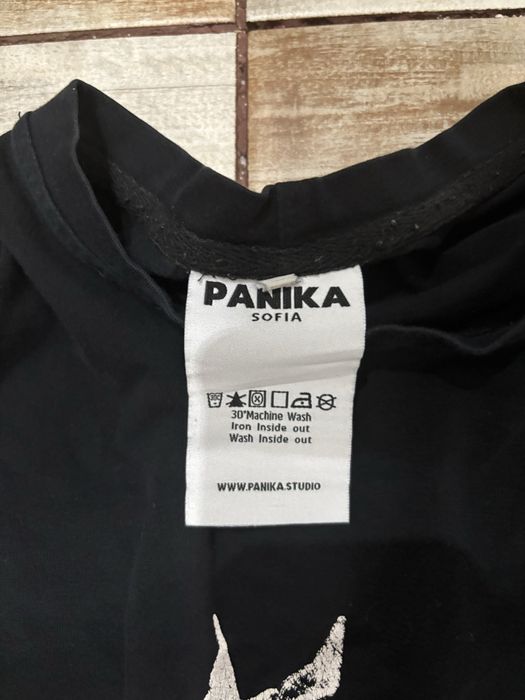 PANIKA
SOFIA
30°Machine Wash
Iron Inside out
Wash Inside out
WWW.PANIKA.STUDIO